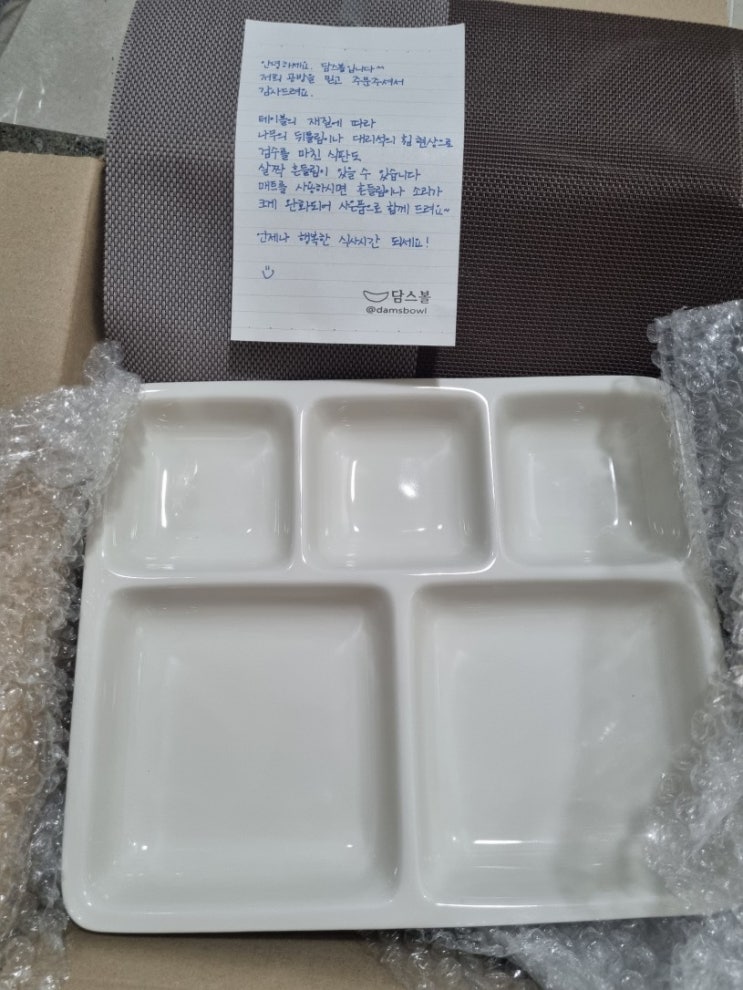 안녕하세요. 담스볼입니다~
저희 공방을 믿고 주문주셔서
감사드려요.
테이블의 재질에 따라
나무의 뒤틀림이나 대리석의 휨 현상으로
검수를 마친 식판도
살짝 흔들림이 있을 수 있습니다
매트를 사용하시면 흔들림이나 소리가
크게 완화되어 사은품으로 함께 드려요~
언제나 행복한 식사시간 되세요!
담스볼
@damsbowl